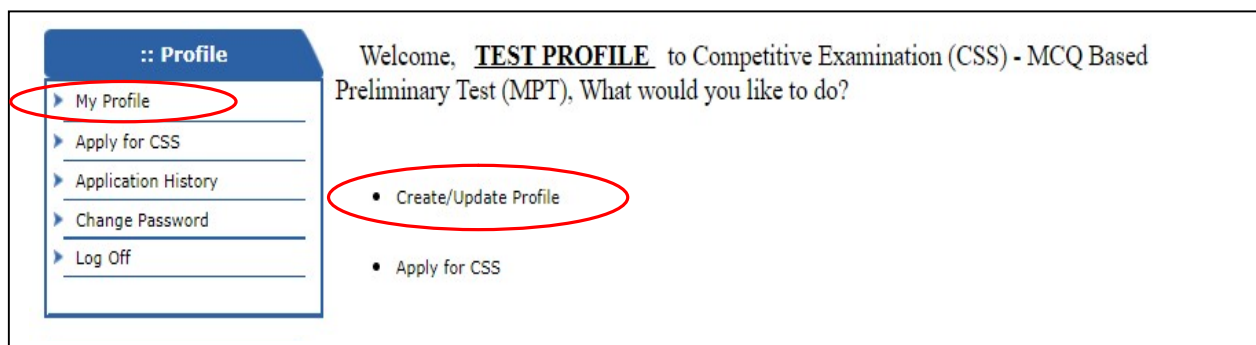 :: Profile
My Profile
Apply for CSS
Application History
Change Password
Log Off
Welcome, TEST PROFILE to Competitive Examination (CSS) - MCQ Based
Preliminary Test (MPT), What would you like to do?
• Create/Update Profile
• Apply for CSS